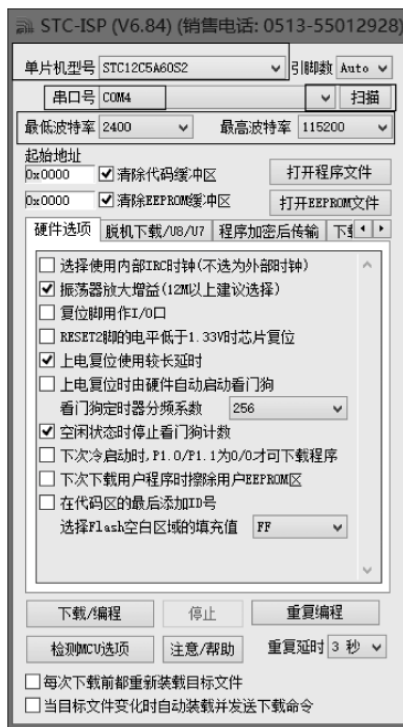 STC-ISP (V6.84) (销售电话: 0513-55012928)
单片机型号 STC12C5A60S2 引脚数 Auto
串口号 COM4 扫描
最低波特率 2400 最高波特率 115200
起始地址
0x0000 清除代码缓冲区 打开程序文件
0x0000 清除EEPROM缓冲区 打开EEPROM文件
硬件选项 脱机下载/U8/U7 程序加密后传输
选择使用内部IRC时钟(不选为外部时钟)
振荡器放大增益(12M以上建议选择)
复位脚用作I/O口
RESET2脚的电平低于1.33V时芯片复位
上电复位使用较长延时
上电复位时由硬件自动启动看门狗
看门狗定时器分频系数 256
空闲状态时停止看门狗计数
下次冷启动时,P1.0/P1.1为0/0才可下载程序
下次下载用户程序时擦除用户EEPROM区
在代码区的最后添加ID号
选择Flash空白区域的填充值 FF
下载/编程 停止 重复编程
检测MCU选项 注意/帮助 重复延时 3 秒
每次下载前都重新装载目标文件
当目标文件变化时自动装载并发送下载命令